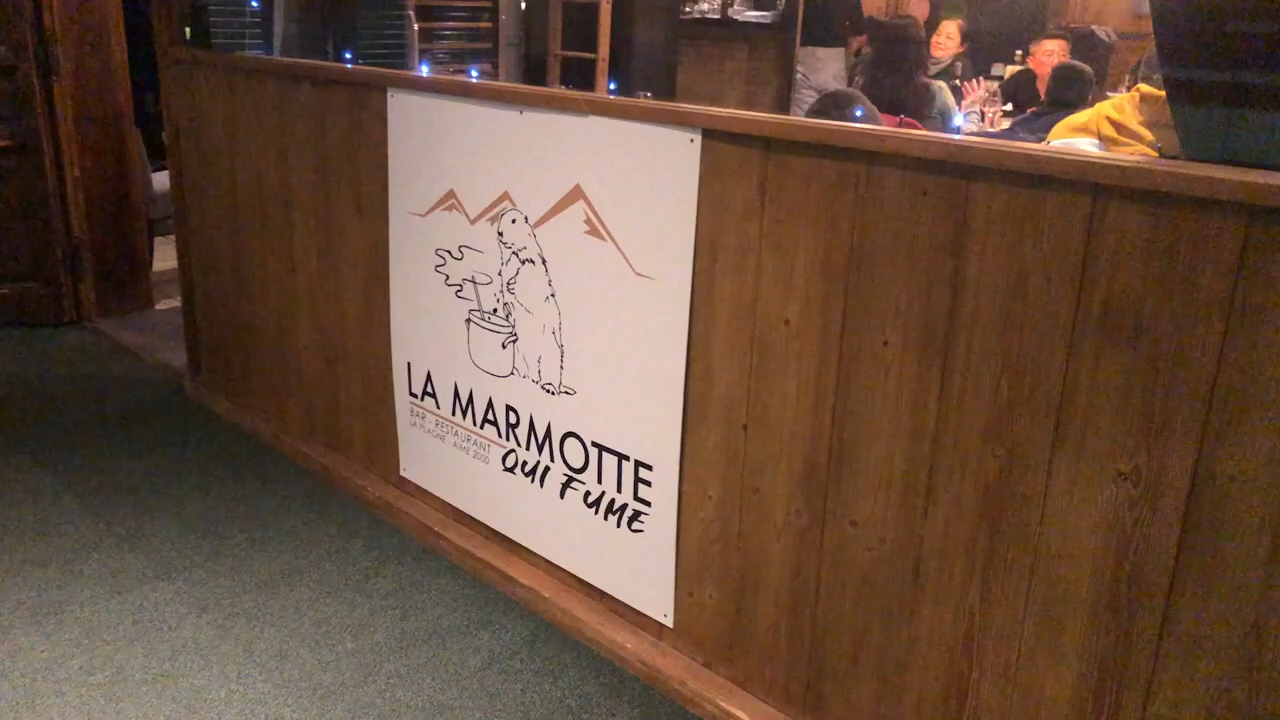 LA MARMOTTE
BAR - RESTAURANT
LA PLAGNE - AIME 2000
QUI FUME